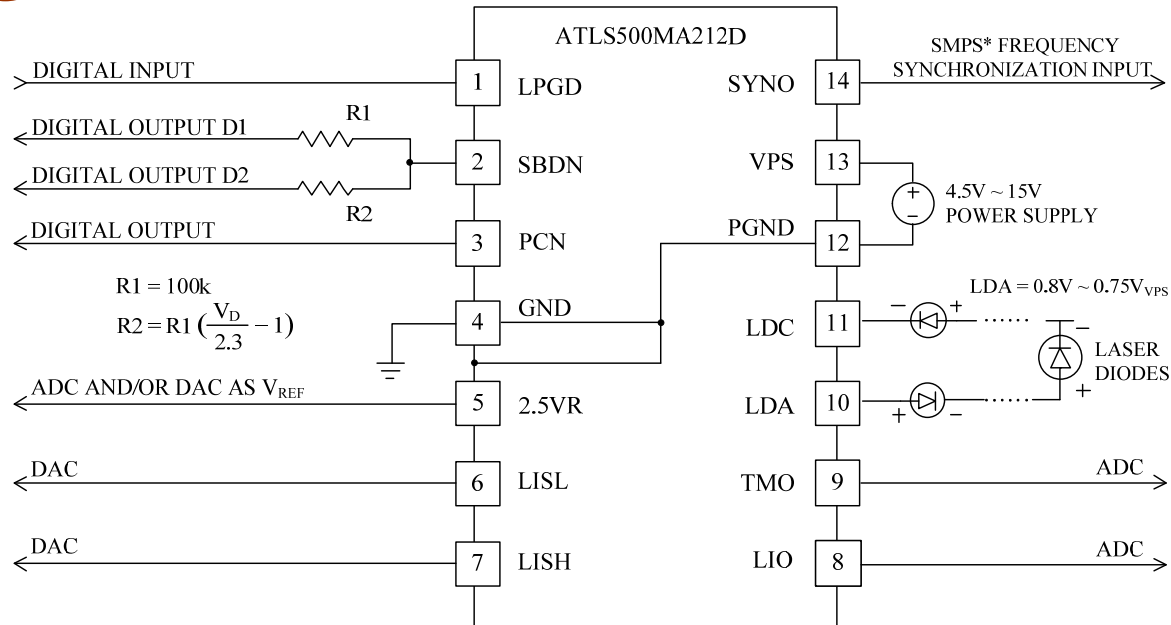 ATLS500MA212D
DIGITAL INPUT
1
LPGD
DIGITAL OUTPUT D1
R1
DIGITAL OUTPUT D2
R2
2
SBDN
DIGITAL OUTPUT
3
PCN
R1 = 100k
R2 = R1 (V_D/2.3 − 1)
4
GND
ADC AND/OR DAC AS V_REF
5
2.5VR
DAC
6
LISL
DAC
7
LISH
SMPS* FREQUENCY
SYNCHRONIZATION INPUT
SYNO
14
VPS
13
+
−
4.5V ~ 15V
POWER SUPPLY
PGND
12
LDA = 0.8V ~ 0.75V_VPS
LDC
11
− + ...... −
LASER
DIODES
+
LDA
10
+ − ......
TMO
9
ADC
LIO
8
ADC